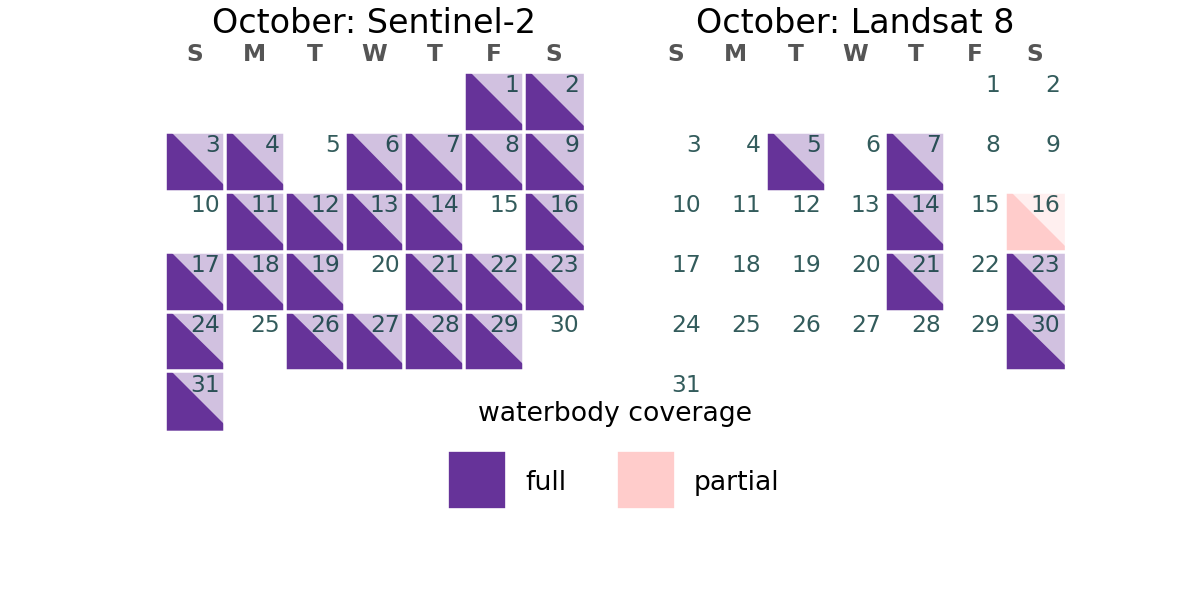 October: Sentinel-2
S M T W T F S
1 2
3 4 5 6 7 8 9
10 11 12 13 14 15 16
17 18 19 20 21 22 23
24 25 26 27 28 29 30
31
October: Landsat 8
S M T W T F S
1 2
3 4 5 6 7 8 9
10 11 12 13 14 15 16
17 18 19 20 21 22 23
24 25 26 27 28 29 30
31
waterbody coverage
full partial